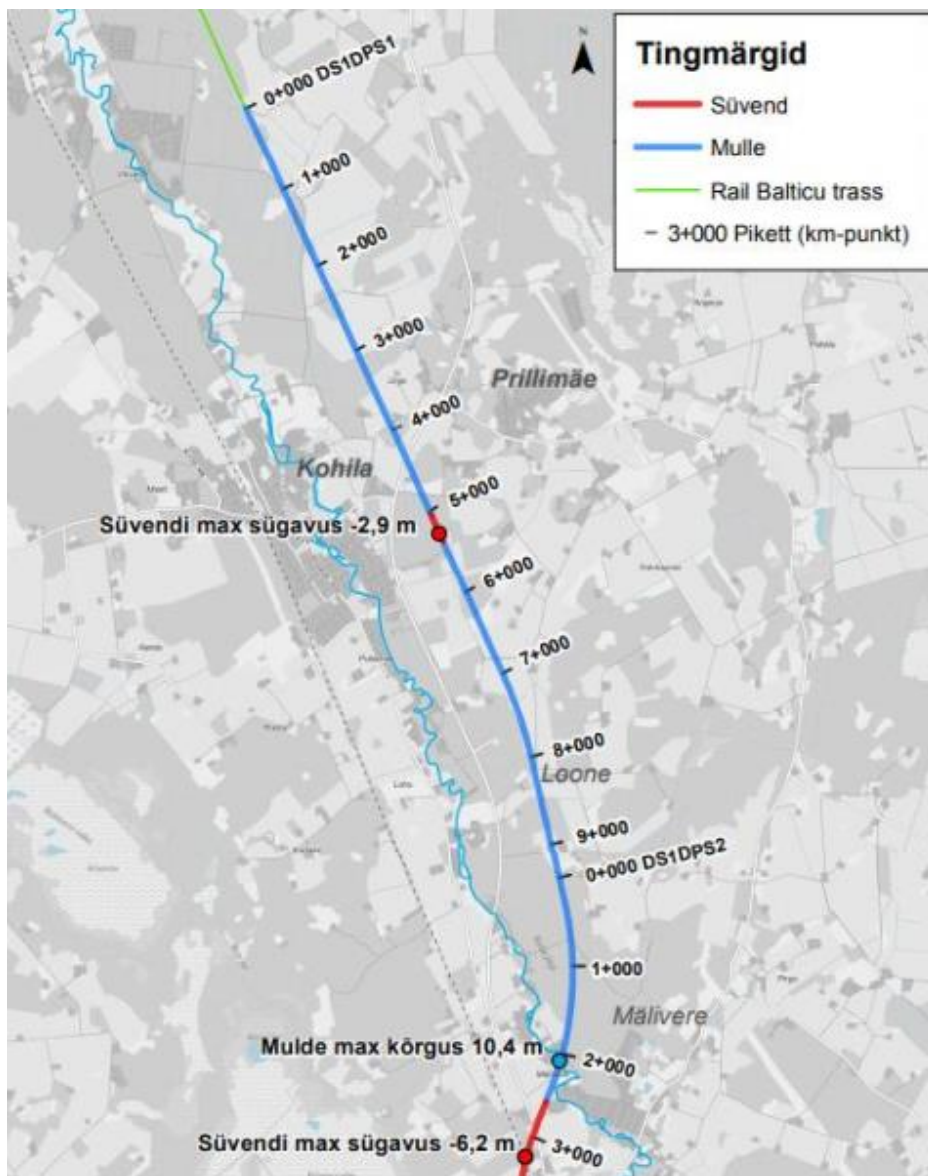 N
Tingmärgid
Süvend
Mulle
Rail Balticu trass
3+000 Pikett (km-punkt)
0+000 DS1DPS1
1+000
2+000
3+000
Prillimäe
4+000
Kohila
5+000
Süvendi max sügavus -2,9 m
6+000
7+000
8+000
Loone
9+000
0+000 DS1DPS2
1+000
Mälivere
Mulde max kõrgus 10,4 m
2+000
Süvendi max sügavus -6,2 m
3+000